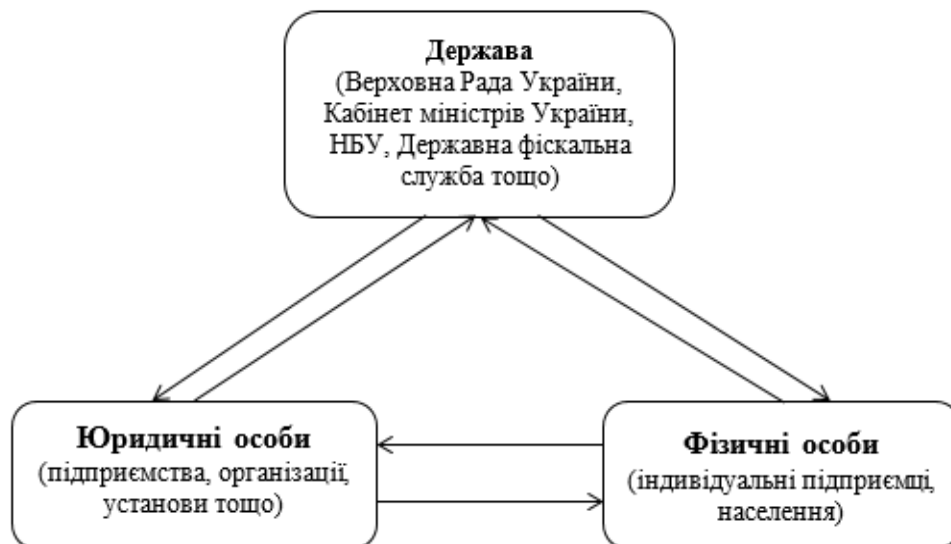 Держава
(Верховна Рада України,
Кабінет міністрів України,
НБУ, Державна фіскальна
служба тощо)
Юридичні особи
(підприємства, організації,
установи тощо)
Фізичні особи
(індивідуальні підприємці,
населення)